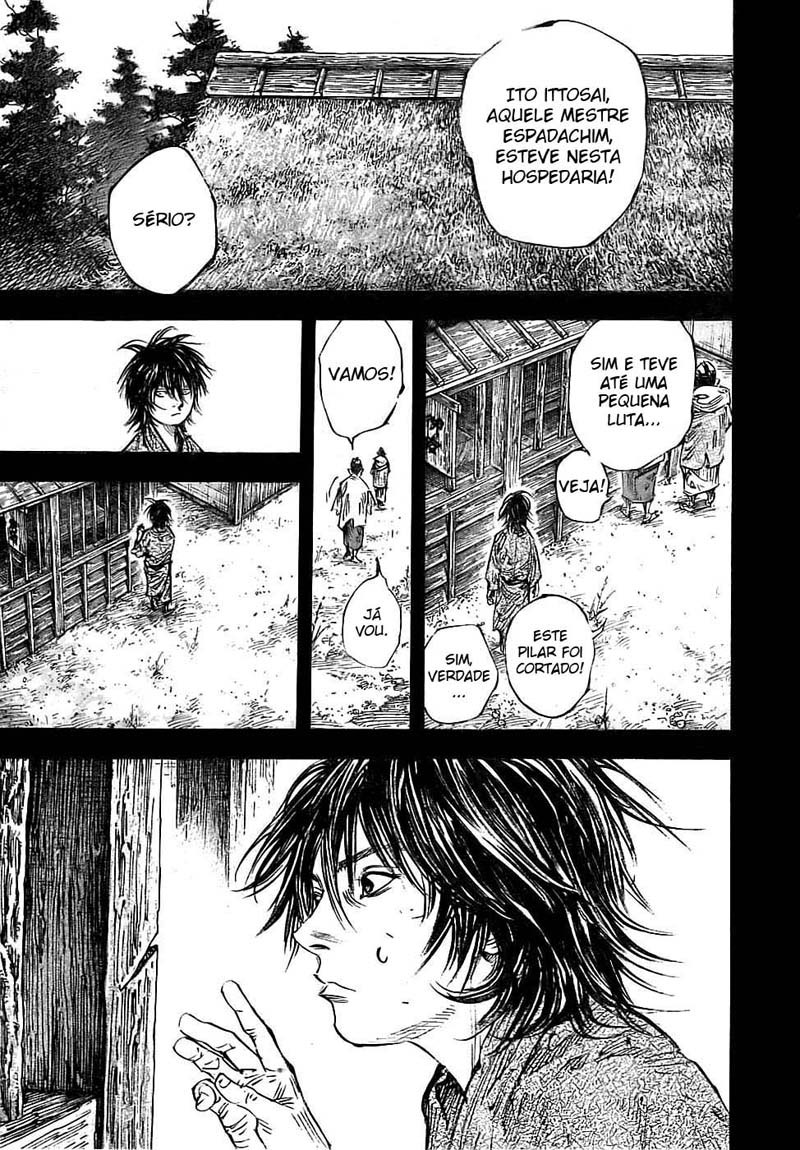 ITO ITTOSAI,
AQUELE MESTRE
ESPADACHIM,
ESTEVE NESTA
HOSPEDARIA!
SÉRIO?
SIM E TEVE
ATÉ UMA
PEQUENA
LUTA...
VEJA!
ESTE
PILAR FOI
CORTADO!
SIM,
VERDADE
...
VAMOS!
JÁ
VOU.